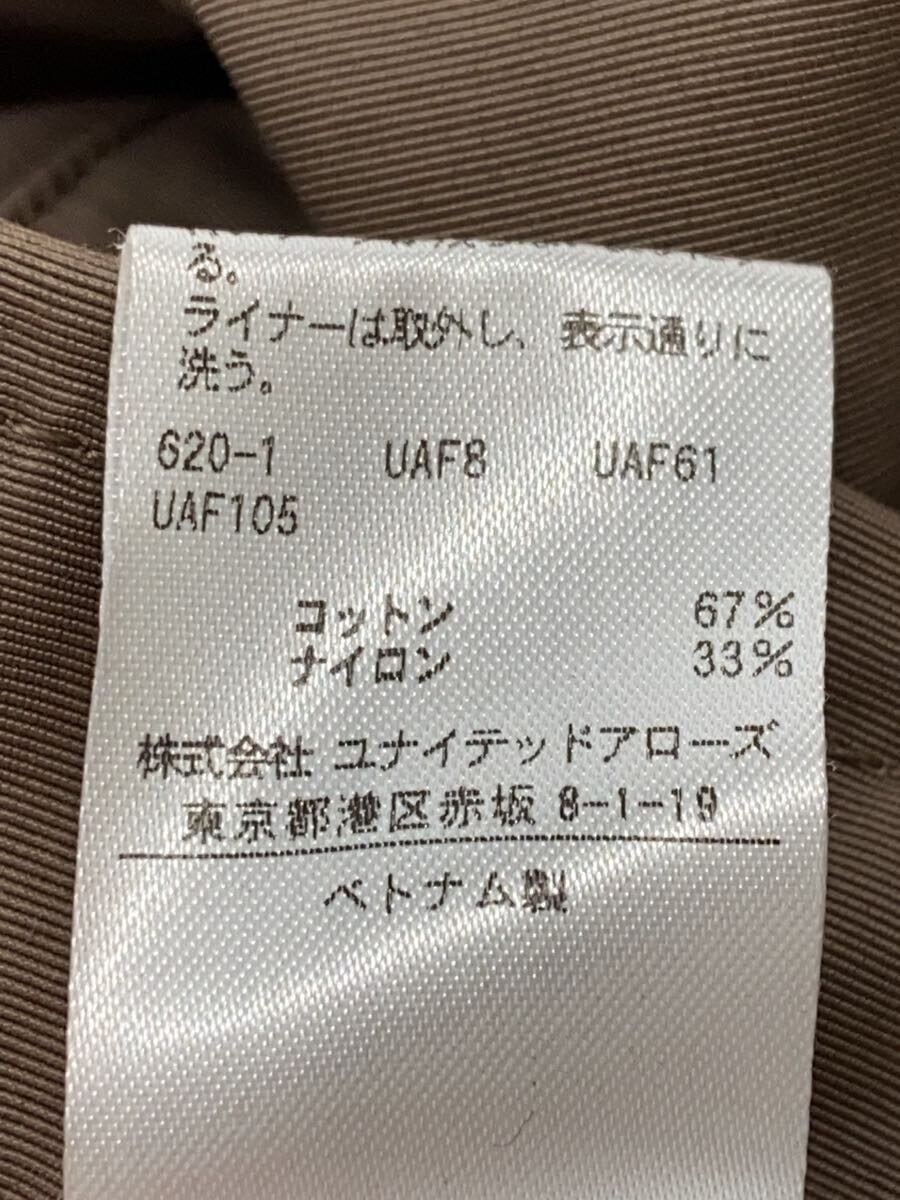 る。
ライナーは取外し、表示通りに
洗う。
620-1 UAF8 UAF61
UAF105
コットン 67%
ナイロン 33%
株式会社 ユナイテッドアローズ
東京都港区赤坂 8-1-19
ベトナム製